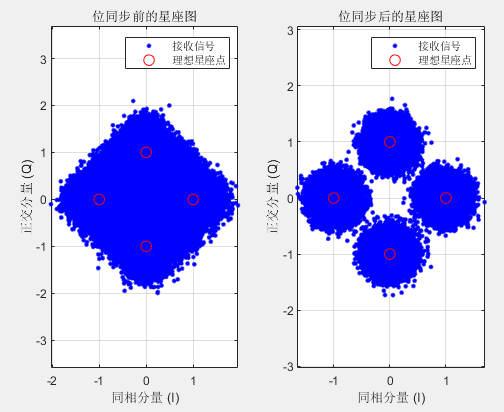 位同步前的星座图
接收信号
理想星座点
3
2
1
0
-1
-2
-3
正交分量 (Q)
-2
-1
0
1
同相分量 (I)
位同步后的星座图
接收信号
理想星座点
3
2
1
0
-1
-2
-3
正交分量 (Q)
-1
0
1
同相分量 (I)